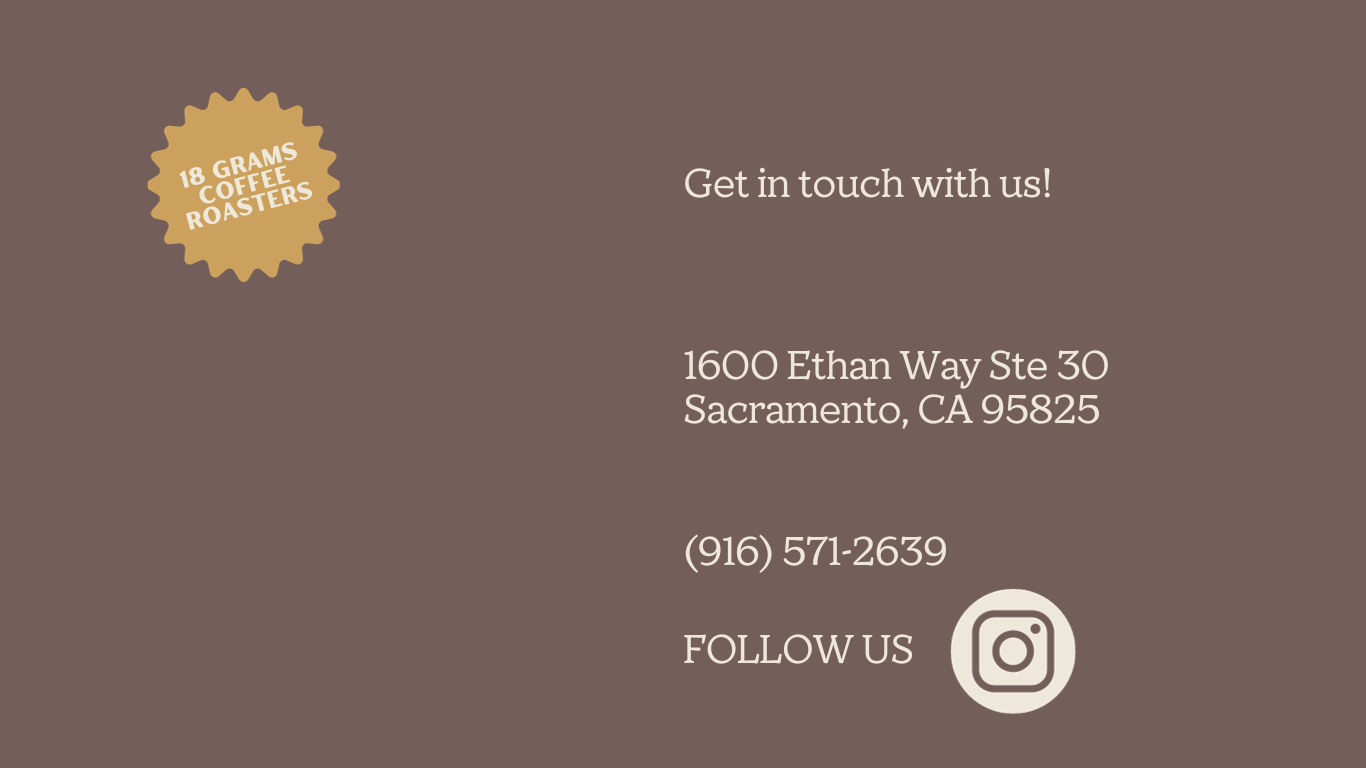 18 GRAMS
COFFEE
ROASTERS
Get in touch with us!
1600 Ethan Way Ste 30
Sacramento, CA 95825
(916) 571-2639
FOLLOW US